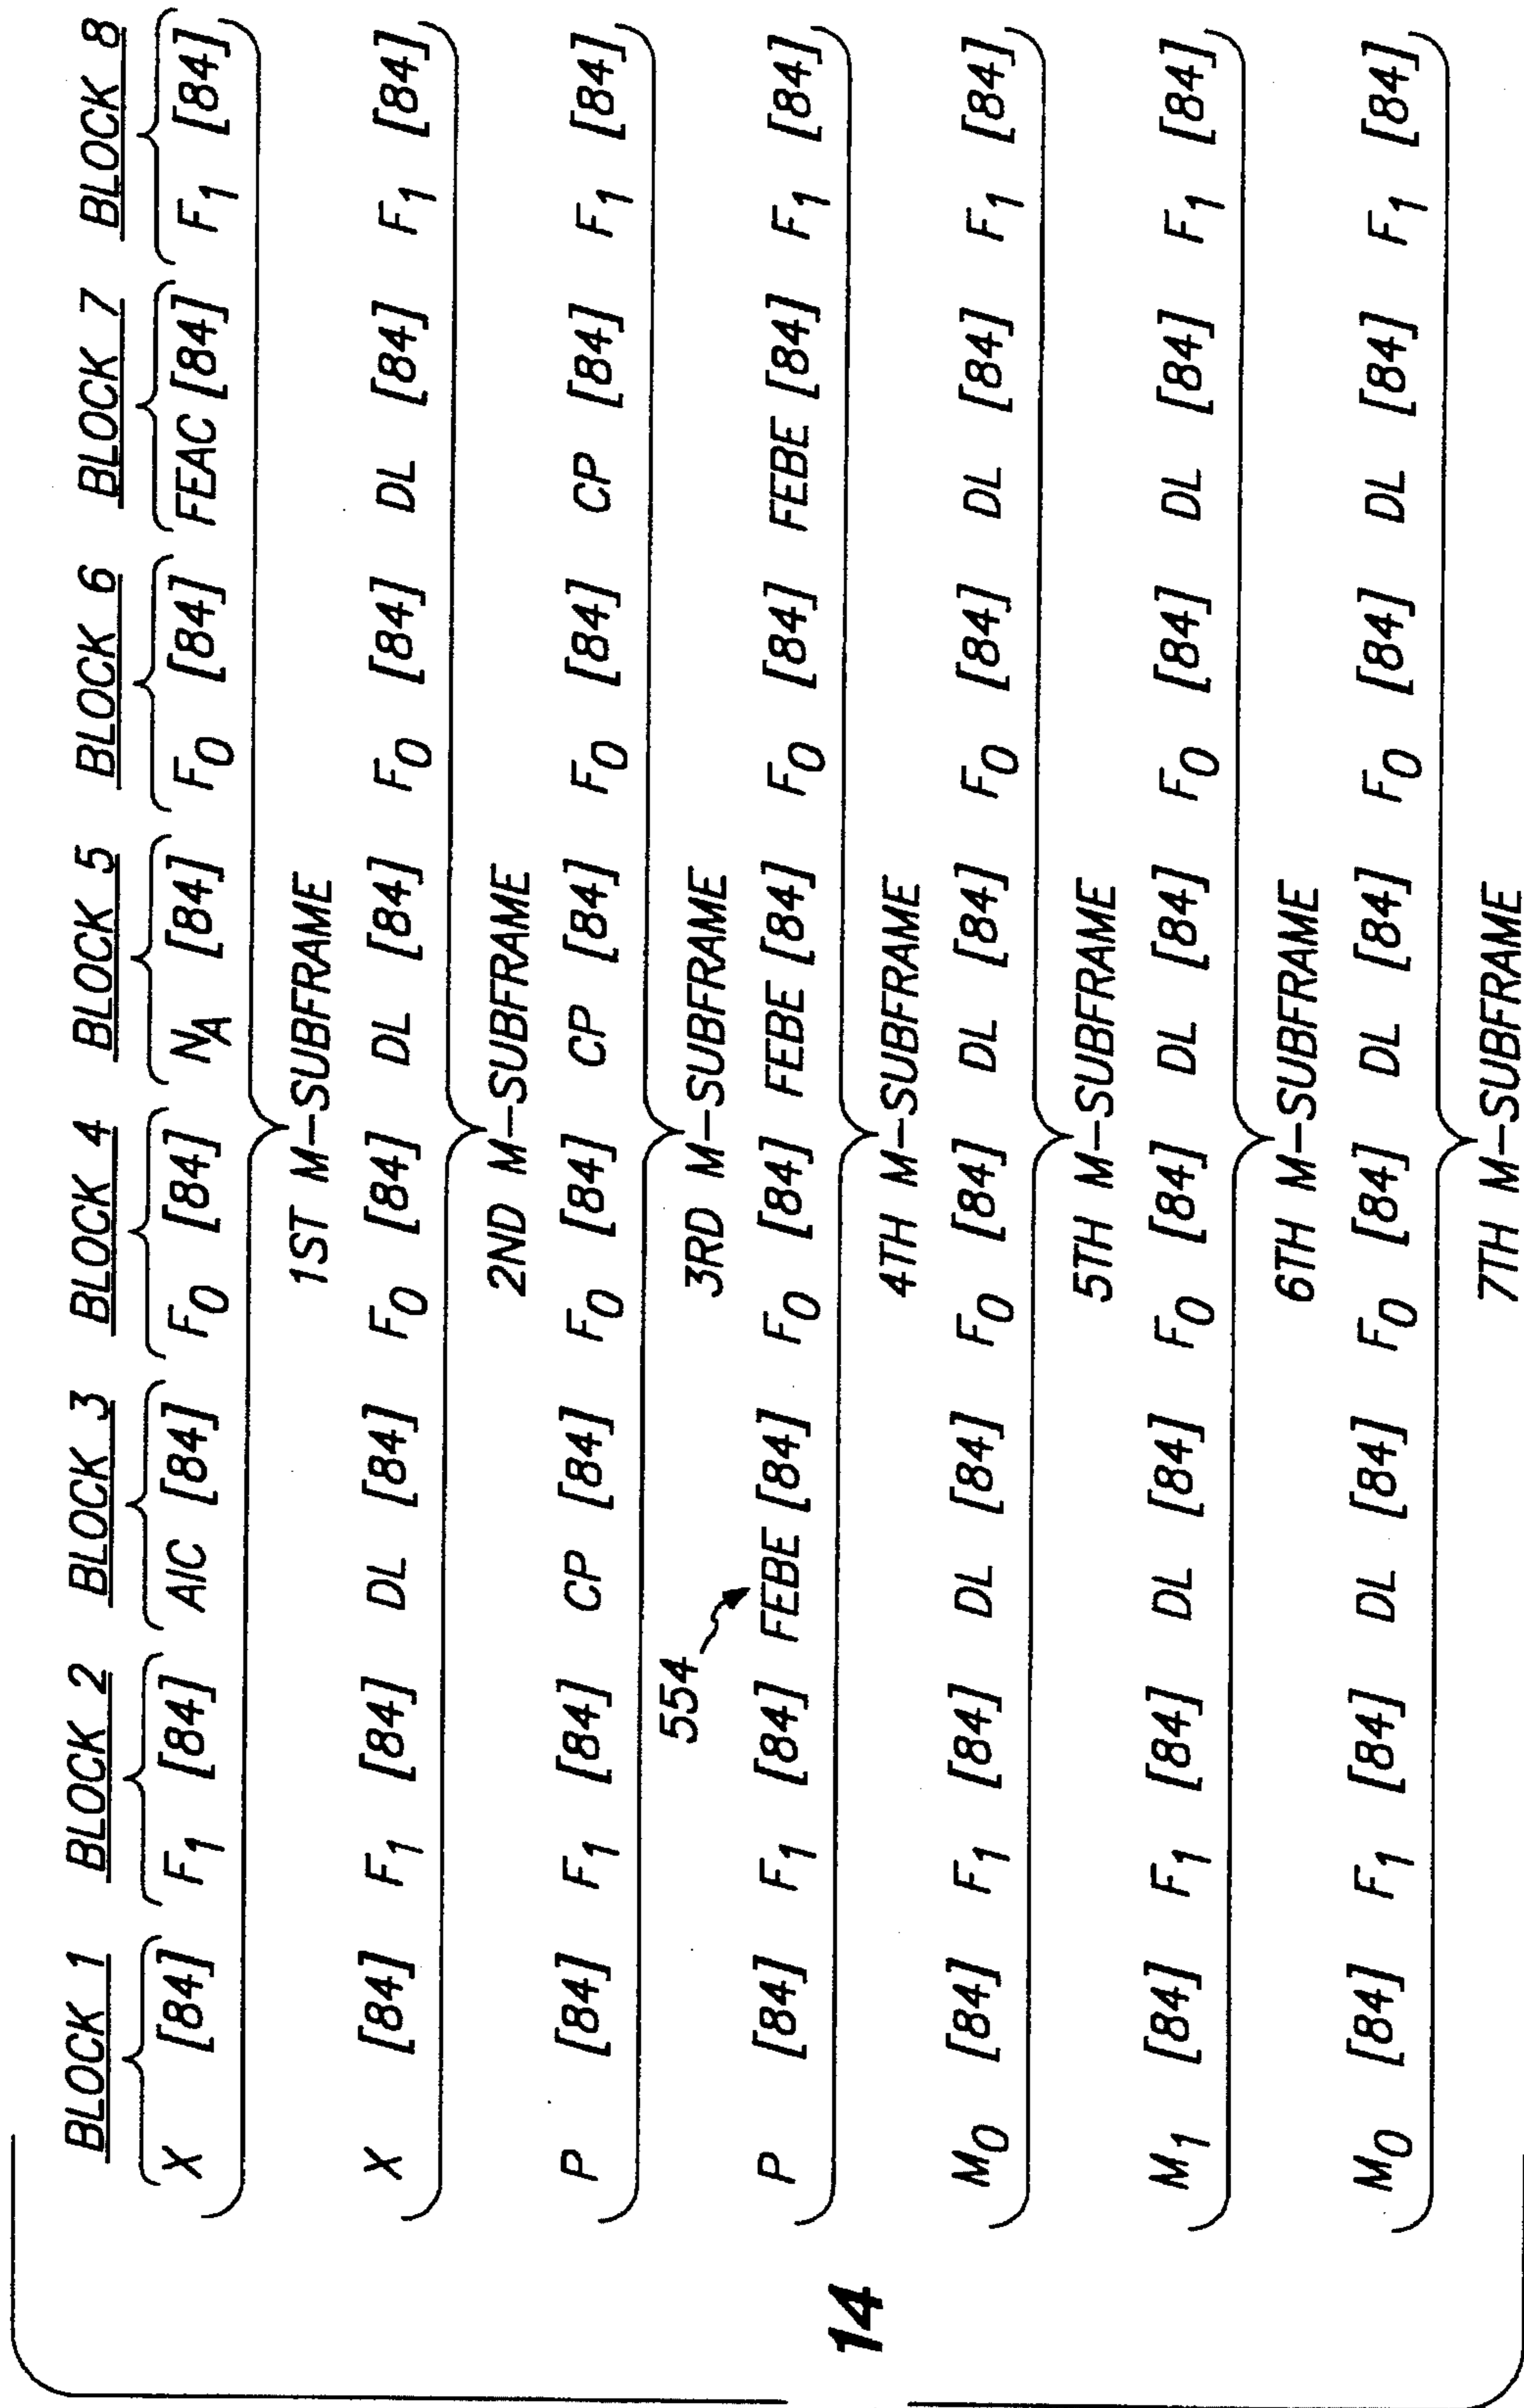 BLOCK 1 BLOCK 2 BLOCK 3 BLOCK 4 BLOCK 5 BLOCK 6 BLOCK 7 BLOCK 8
X [84] F1 [84] AIC [84] F0 [84] NA [84] F0 [84] FEAC [84] F1 [84]
1ST M-SUBFRAME
X [84] F1 [84] DL [84] F0 [84] DL [84] F0 [84] DL [84] F1 [84]
2ND M-SUBFRAME
P [84] F1 [84] CP [84] F0 [84] CP [84] F0 [84] CP [84] F1 [84]
3RD M-SUBFRAME
554
P [84] F1 [84] FEBE [84] F0 [84] FEBE [84] F0 [84] FEBE [84] F1 [84]
4TH M-SUBFRAME
M0 [84] F1 [84] DL [84] F0 [84] DL [84] F0 [84] DL [84] F1 [84]
5TH M-SUBFRAME
M1 [84] F1 [84] DL [84] F0 [84] DL [84] F0 [84] DL [84] F1 [84]
6TH M-SUBFRAME
M0 [84] F1 [84] DL [84] F0 [84] DL [84] F0 [84] DL [84] F1 [84]
7TH M-SUBFRAME
14